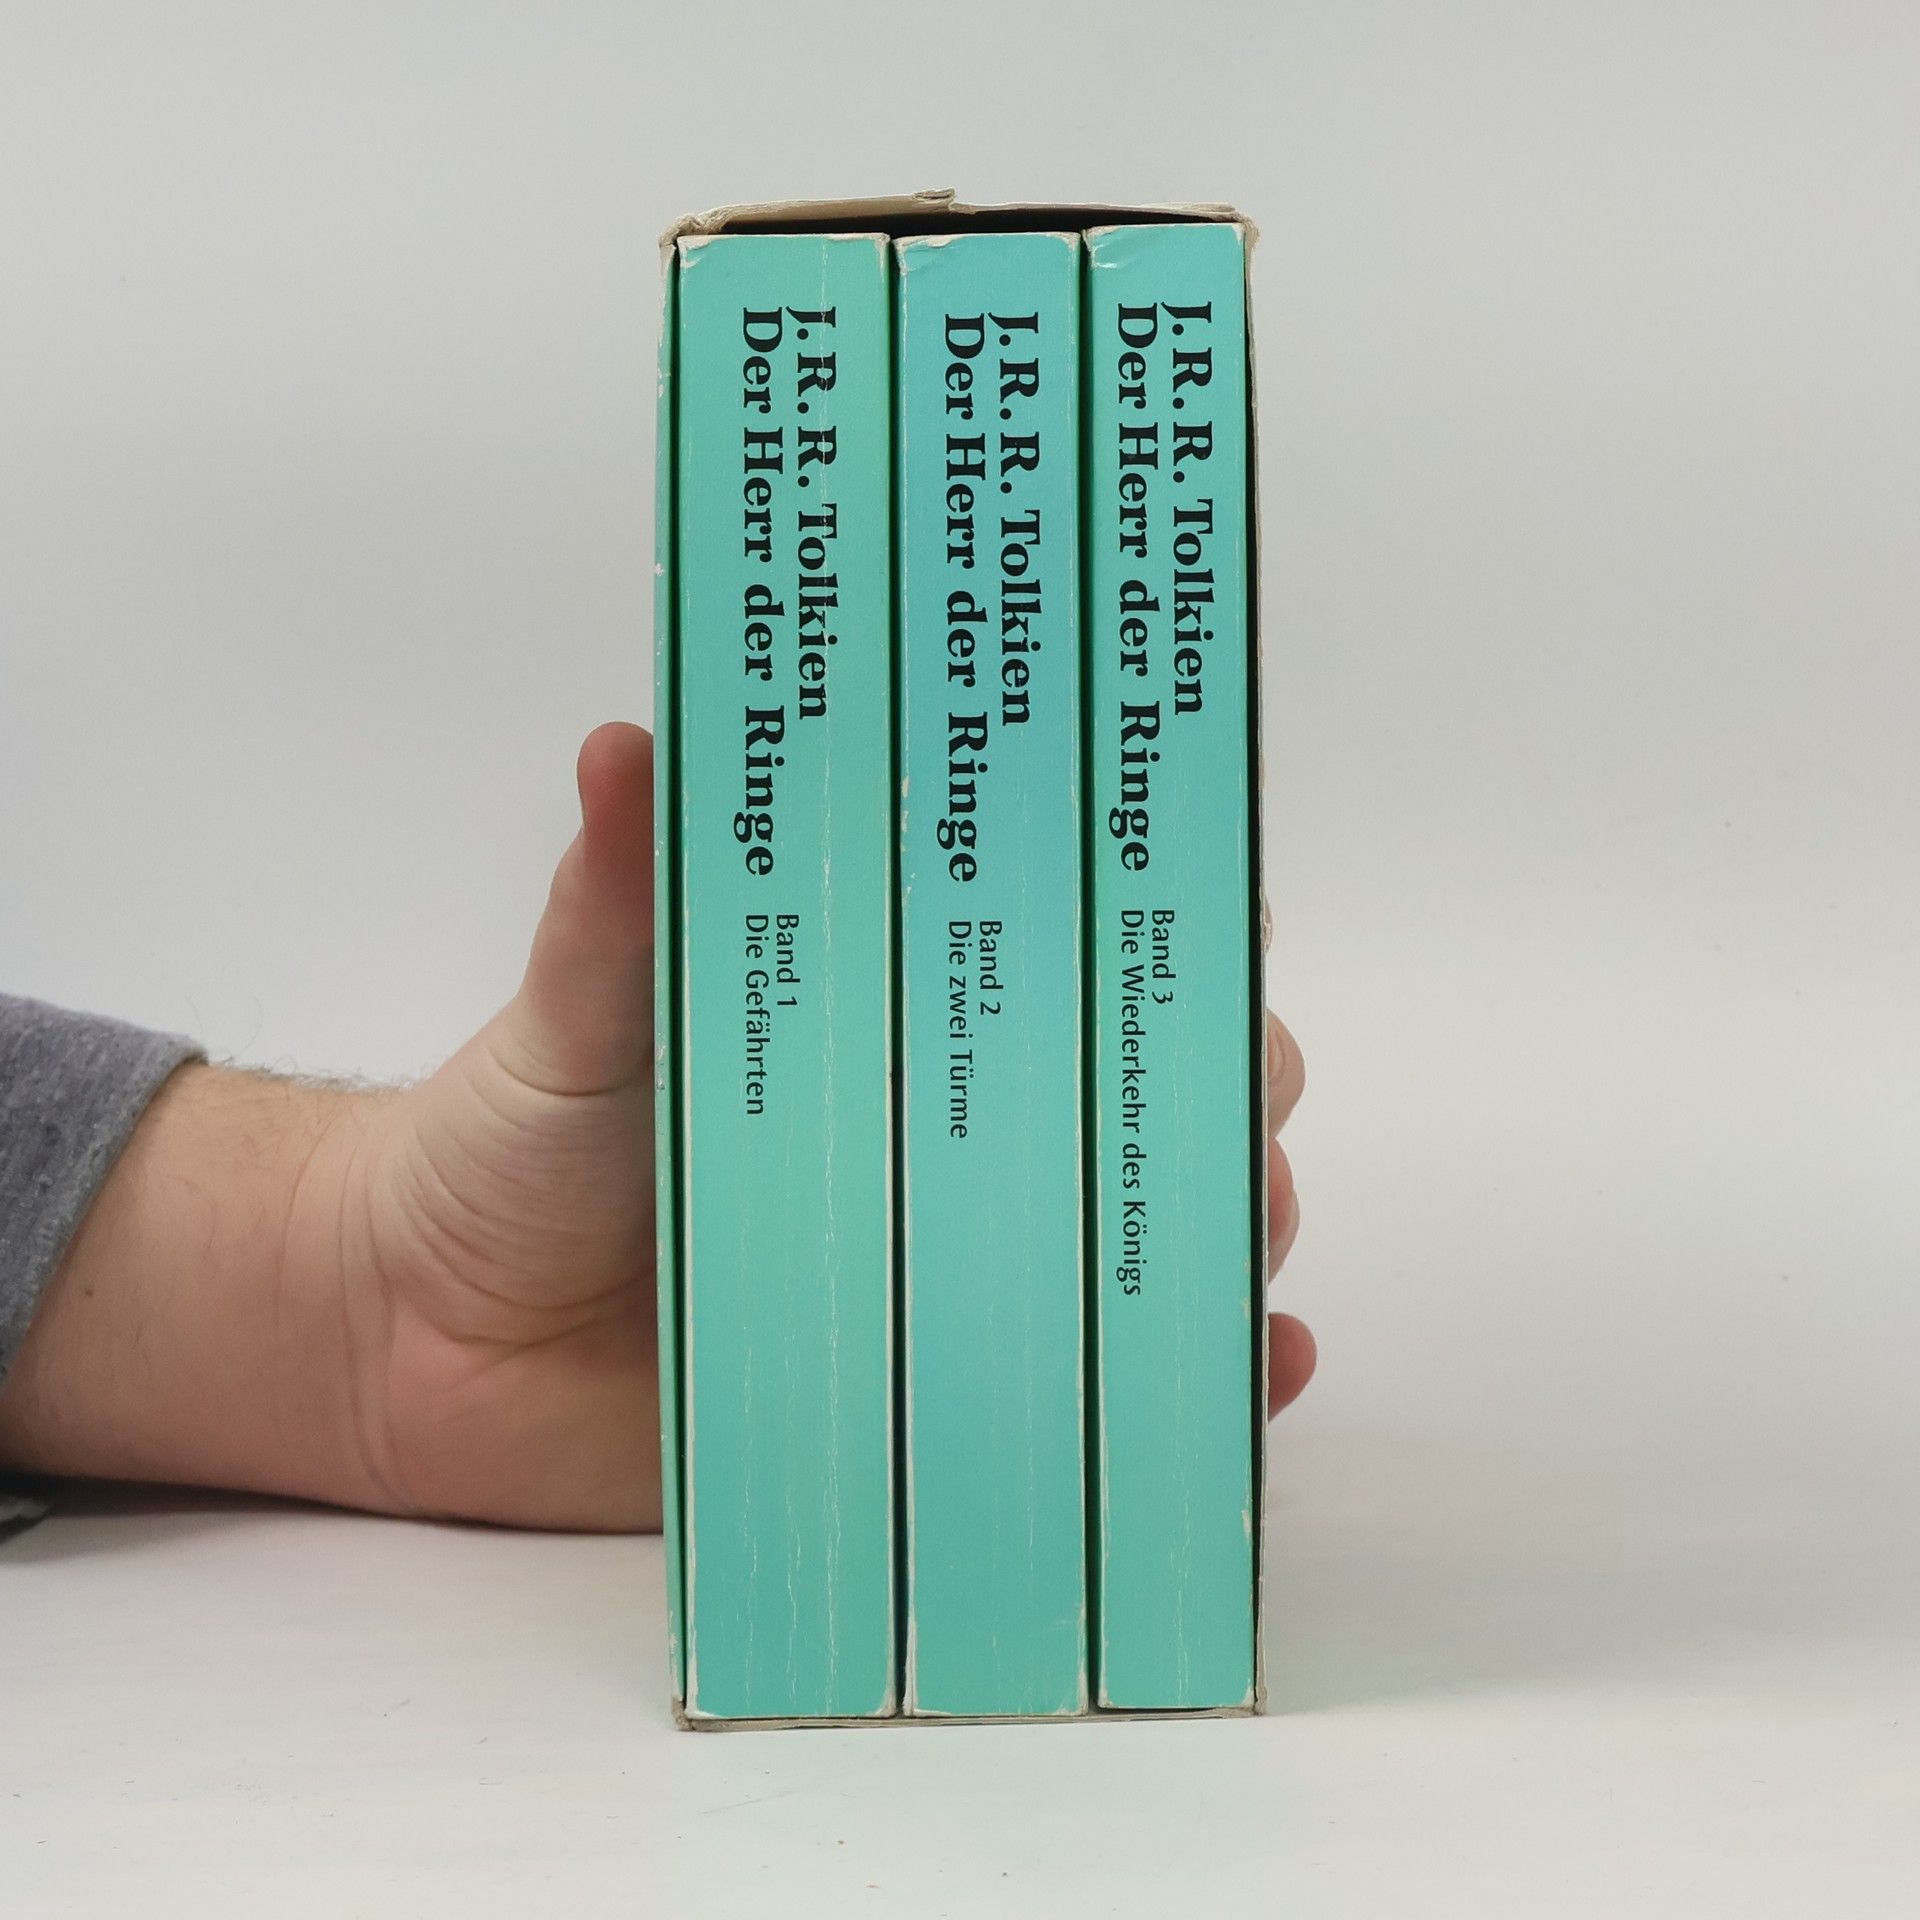 J. R. R. Tolkien
Der Herr der Ringe
Band 1
Die Gefährten
J. R. R. Tolkien
Der Herr der Ringe
Band 2
Die zwei Türme
J. R. R. Tolkien
Der Herr der Ringe
Band 3
Die Wiederkehr des Königs